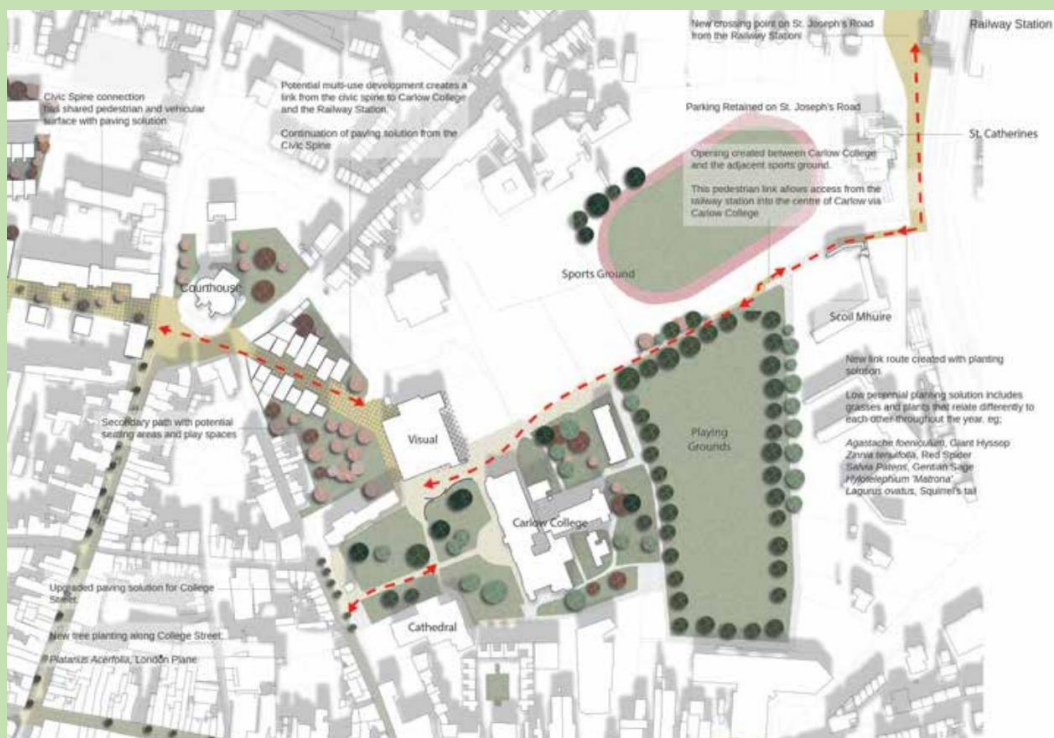 New crossing point on St. Joseph's Road
from the Railway Station!
Railway Station
Civic Spine connection
has shared pedestrian and vehicular
surface with paving solution
Potential multi-use development creates a
link from the civic spine to Carlow College
and the Railway Station.
Continuation of paving solution from the
Civic Spine
Parking Retained on St. Joseph's Road
St. Catherines
Opening created between Carlow College
and the adjacent sports ground.
This pedestrian link allows access from the
railway station into the centre of Carlow via
Carlow College
Sports Ground
Courthouse
Scoil Mhuire
New link route created with planting
solution.
Low perennial planting solution includes
grasses and plants that relate differently to
each other throughout the year, eg;
Agastache foeniculum, Giant Hyssop
Zinnia tenuifolia, Red Spider
Salvia Patens, Gentian Sage
Hylotelephium 'Matrona'
Lagurus ovatus, Squirrel's tail
Secondary path with potential
seating areas and play spaces
Visual
Playing
Grounds
Carlow College
Cathedral
Upgraded paving solution for College
Street.
New tree planting along College Street.
Platanus Acerfolia, London Plane